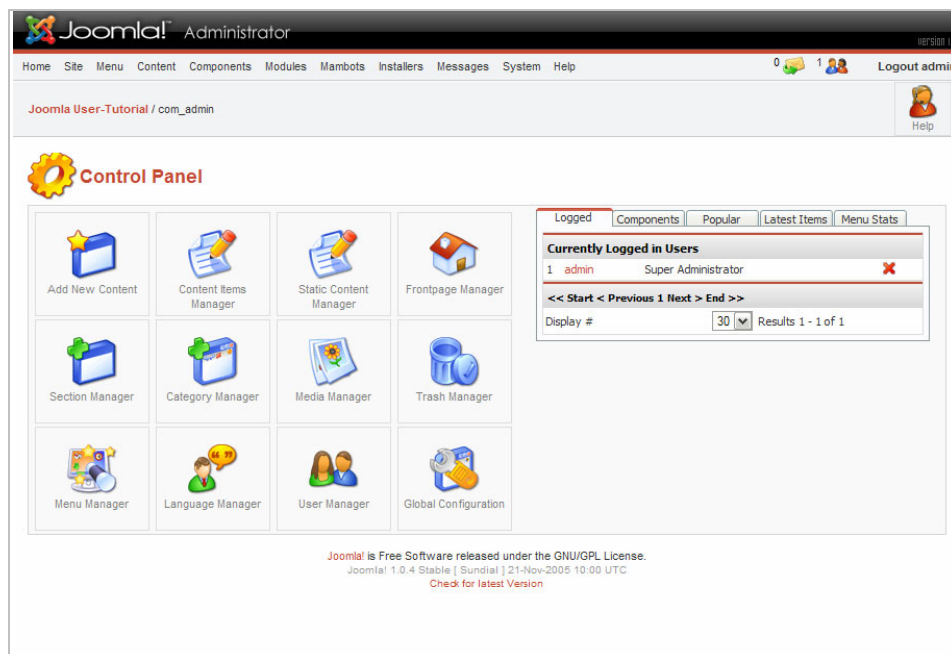 Joomla!™ Administrator
version 1
Home Site Menu Content Components Modules Mambots Installers Messages System Help 0 1 Logout admi
Joomla User-Tutorial / com_admin
Help
Control Panel
Logged Components Popular Latest Items Menu Stats
Currently Logged in Users
1 admin Super Administrator
<< Start < Previous 1 Next > End >>
Display # 30 Results 1 - 1 of 1
Add New Content
Content Items
Manager
Static Content
Manager
Frontpage Manager
Section Manager
Category Manager
Media Manager
Trash Manager
Menu Manager
Language Manager
User Manager
Global Configuration
Joomla! is Free Software released under the GNU/GPL License.
Joomla! 1.0.4 Stable [ Sundial ] 21-Nov-2005 10:00 UTC
Check for latest Version